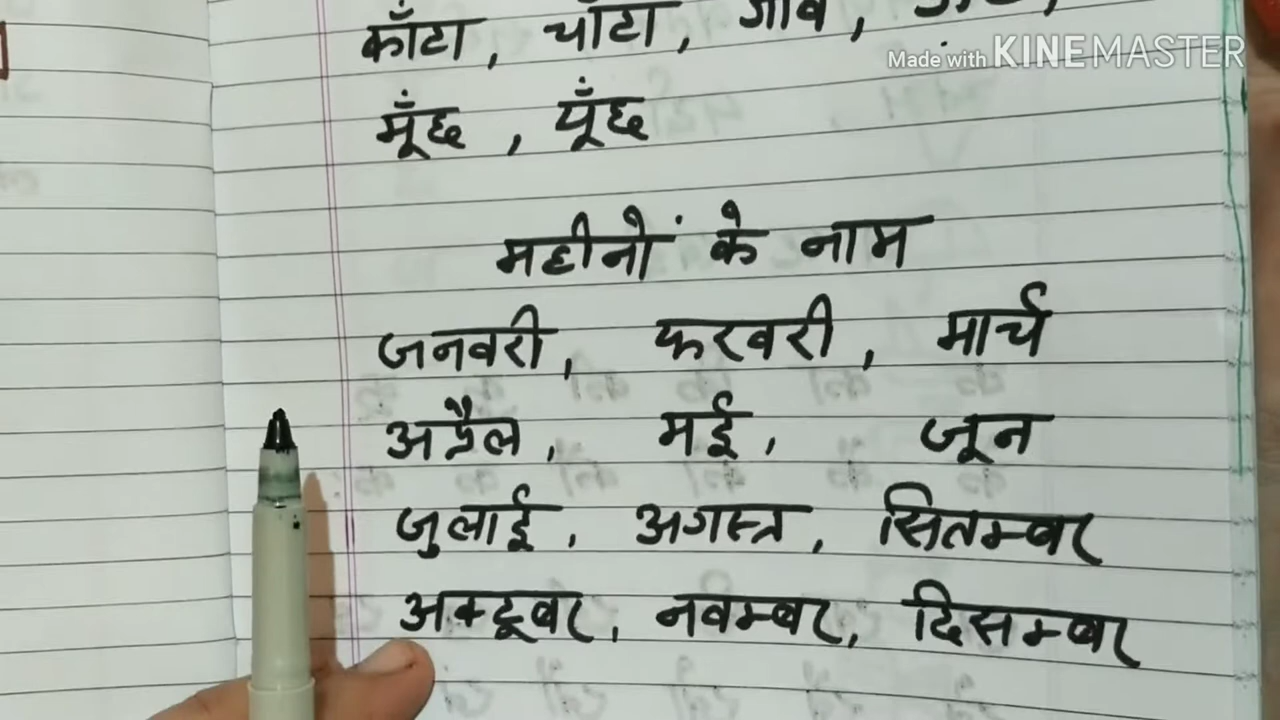 काँटा, चाँटा, गाँव,
Made with KINEMASTER
मूँछ, पूँछ
महीनों के नाम
जनवरी, फरवरी, मार्च
अप्रैल, मई, जून
जुलाई, अगस्त, सितम्बर
अक्टूबर, नवम्बर, दिसम्बर